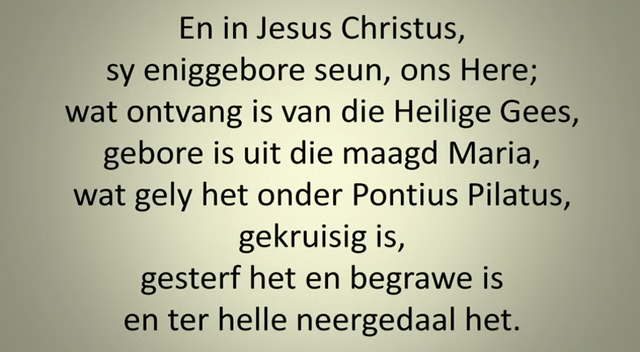 En in Jesus Christus,
sy eniggebore seun, ons Here;
wat ontvang is van die Heilige Gees,
gebore is uit die maagd Maria,
wat gely het onder Pontius Pilatus,
gekruisig is,
gesterf het en begrawe is
en ter helle neergedaal het.